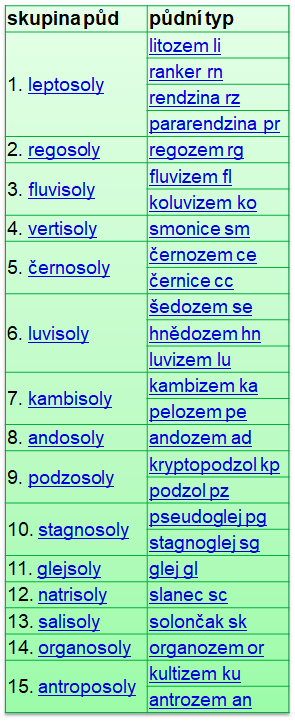 skupina půd půdní typ
1. leptosoly litozem li
ranker rn
rendzina rz
pararendzina pr
2. regosoly regozem rg
3. fluvisoly fluvizem fl
koluvizem ko
4. vertisoly smonice sm
5. černosoly černozem ce
černice cc
6. luvisoly šedozem se
hnědozem hn
luvizem lu
7. kambisoly kambizem ka
pelozem pe
8. andosoly andozem ad
9. podzosoly kryptopodzol kp
podzol pz
10. stagnosoly pseudoglej pg
stagnoglej sg
11. glejsoly glej gl
12. natrisoly slanec sc
13. salisoly solončak sk
14. organosoly organozem or
15. antroposoly kultizem ku
antrozem an